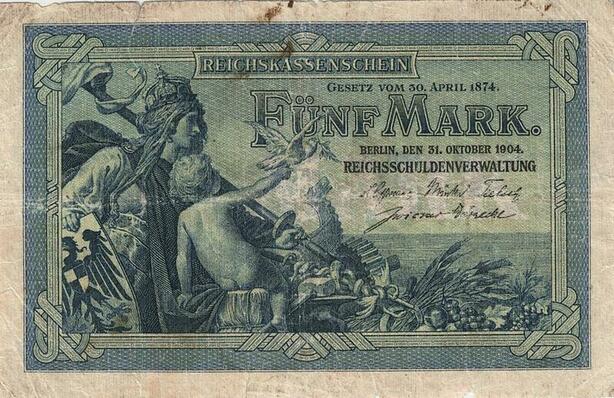 REICHSKASSENSCHEIN
GESETZ VOM 30. APRIL 1874.
FÜNF MARK.
BERLIN, DEN 31. OKTOBER 1904.
REICHSSCHULDENVERWALTUNG